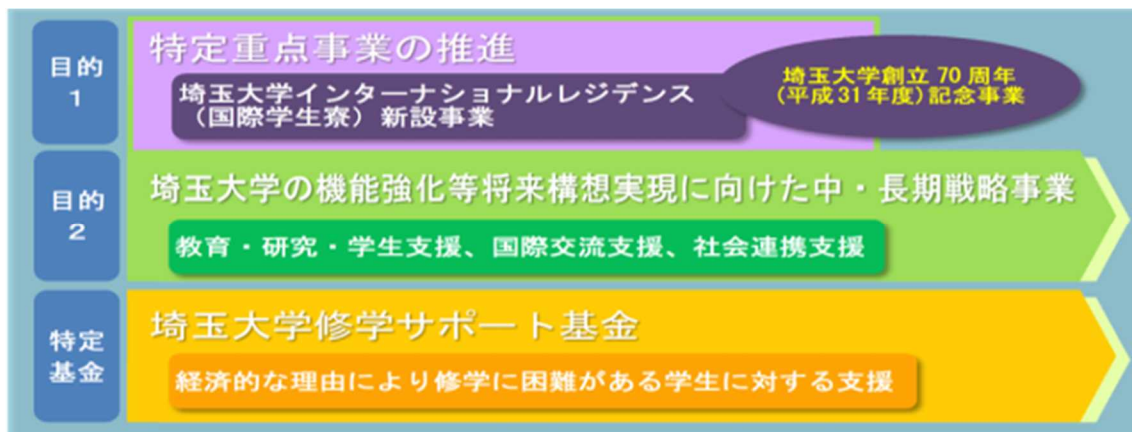 目的
1
特定重点事業の推進
埼玉大学インターナショナルレジデンス
（国際学生寮）新設事業
埼玉大学創立 70 周年
(平成 31 年度) 記念事業
目的
2
埼玉大学の機能強化等将来構想実現に向けた中・長期戦略事業
教育・研究・学生支援、国際交流支援、社会連携支援
特定
基金
埼玉大学修学サポート基金
経済的な理由により修学に困難がある学生に対する支援